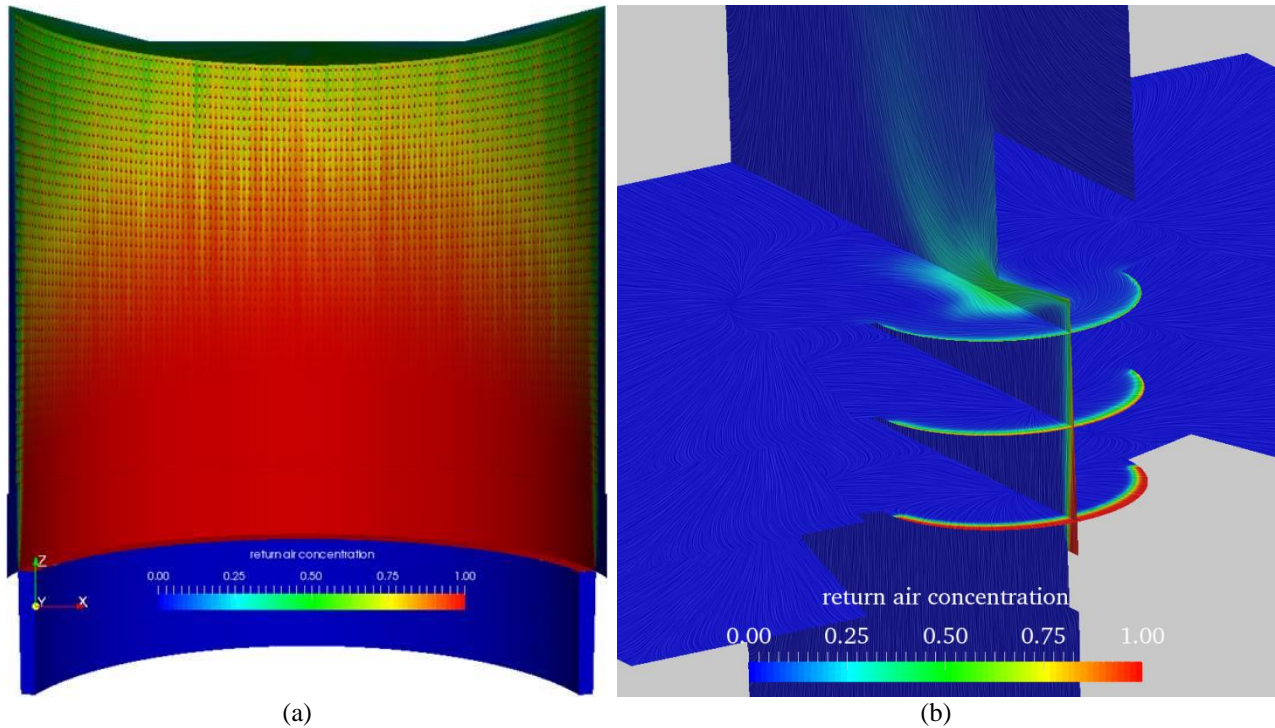 Z
Y
X
return air concentration
0.00 0.25 0.50 0.75 1.00
return air concentration
0.00 0.25 0.50 0.75 1.00
(a)
(b)